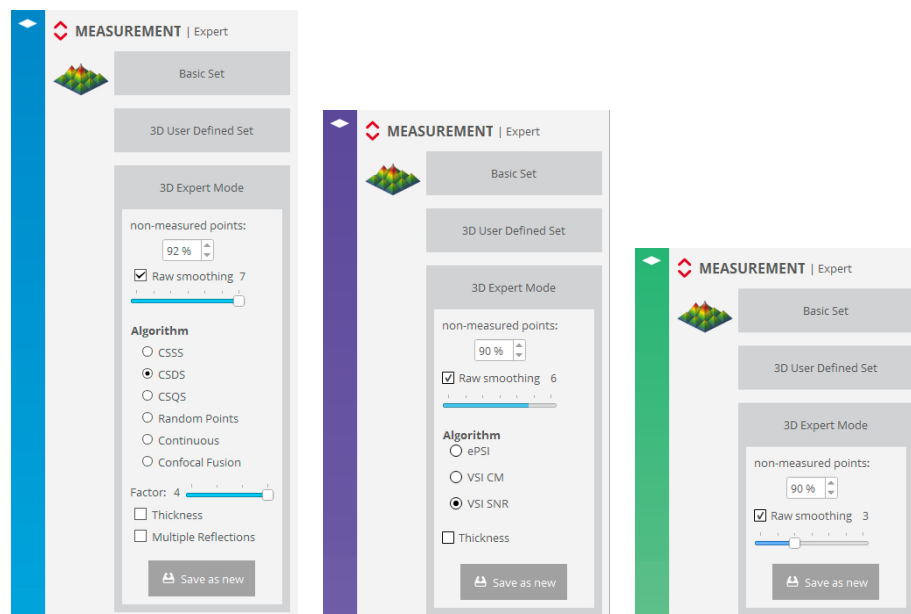 MEASUREMENT | Expert
Basic Set
3D User Defined Set
3D Expert Mode
non-measured points:
92 %
Raw smoothing 7
Algorithm
CSSS
CSDS
CSQS
Random Points
Continuous
Confocal Fusion
Factor: 4
Thickness
Multiple Reflections
Save as new
MEASUREMENT | Expert
Basic Set
3D User Defined Set
3D Expert Mode
non-measured points:
90 %
Raw smoothing 6
Algorithm
ePSI
VSI CM
VSI SNR
Thickness
Save as new
MEASUREMENT | Expert
Basic Set
3D User Defined Set
3D Expert Mode
non-measured points:
90 %
Raw smoothing 3
Save as new